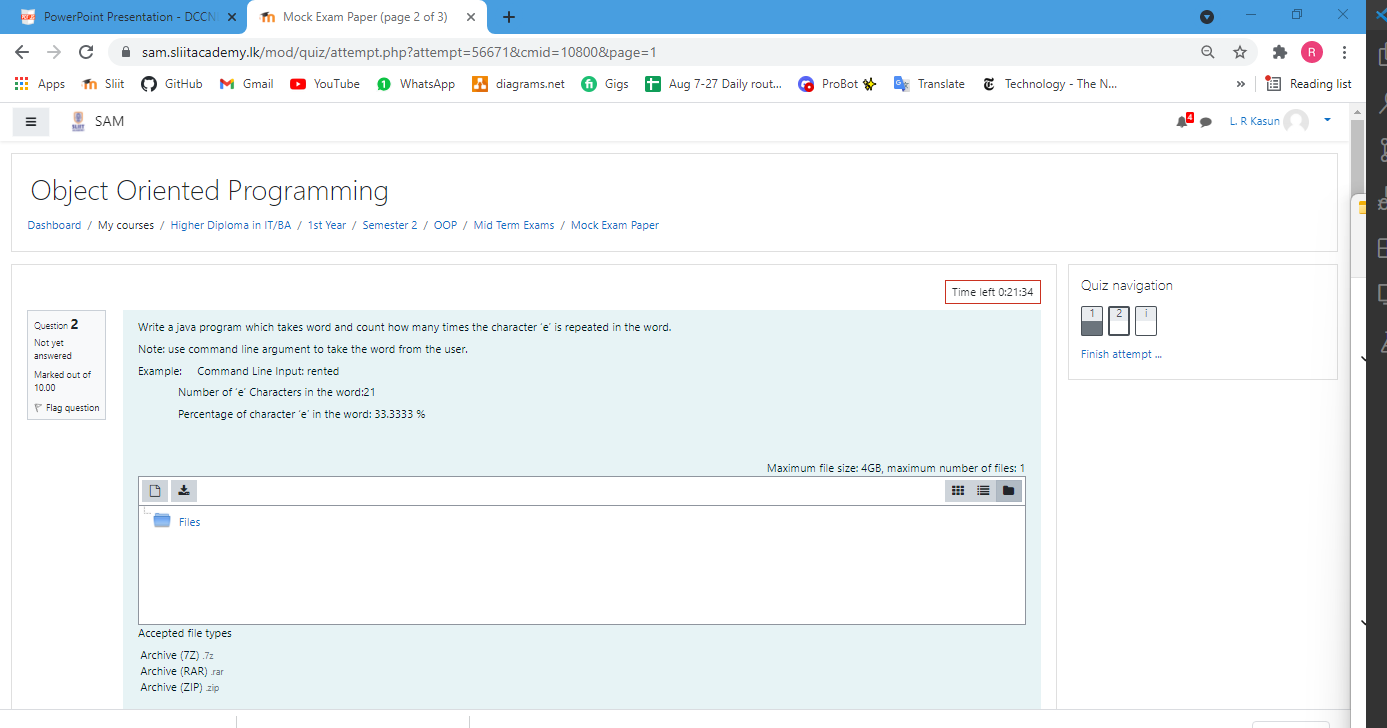 PowerPoint Presentation - DCCN
Mock Exam Paper (page 2 of 3)
sam.sliitacademy.lk/mod/quiz/attempt.php?attempt=56671&cmid=10800&page=1
R
Apps Sliit GitHub Gmail YouTube WhatsApp diagrams.net Gigs Aug 7-27 Daily rout... ProBot Translate Technology - The N... » Reading list
SAM
4
L. R Kasun
Object Oriented Programming
Dashboard / My courses / Higher Diploma in IT/BA / 1st Year / Semester 2 / OOP / Mid Term Exams / Mock Exam Paper
Time left 0:21:34
Question 2
Not yet
answered
Marked out of
10.00
Flag question
Write a java program which takes word and count how many times the character 'e' is repeated in the word.
Note: use command line argument to take the word from the user.
Example: Command Line Input: rented
Number of 'e' Characters in the word:21
Percentage of character 'e' in the word: 33.3333 %
Maximum file size: 4GB, maximum number of files: 1
Files
Accepted file types
Archive (7Z) .7z
Archive (RAR) .rar
Archive (ZIP) .zip
Quiz navigation
1 2 i
Finish attempt ...